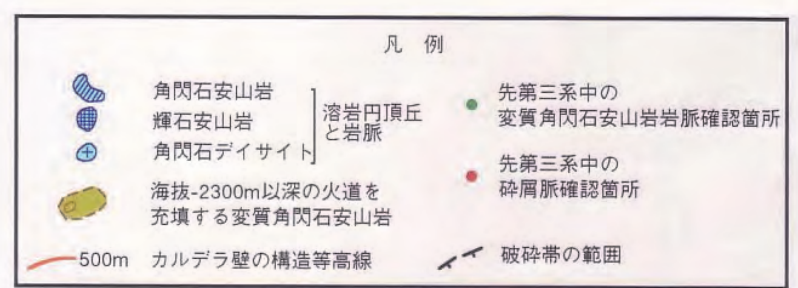 凡 例
角閃石安山岩
輝石安山岩
角閃石デイサイト
溶岩円頂丘
と岩脈
海抜-2300m以深の火道を
充填する変質角閃石安山岩
500m カルデラ壁の構造等高線
先第三系中の
変質角閃石安山岩岩脈確認箇所
先第三系中の
砕屑脈確認箇所
破砕帯の範囲